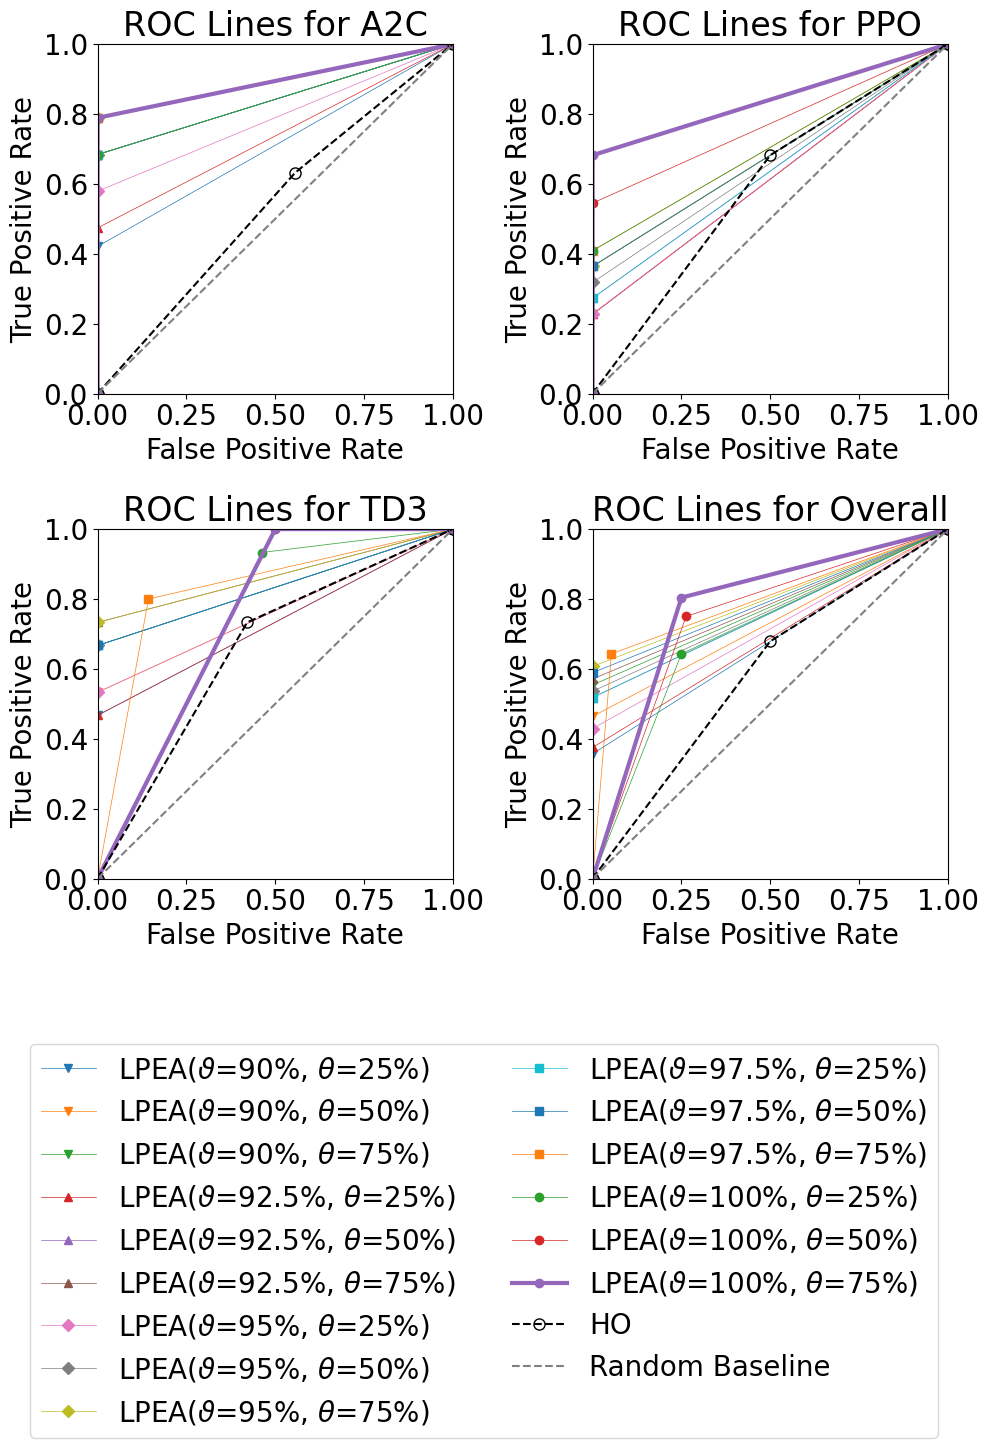 ROC Lines for A2C
True Positive Rate
1.0
0.8
0.6
0.4
0.2
0.0
0.00 0.25 0.50 0.75 1.00
False Positive Rate
ROC Lines for PPO
True Positive Rate
1.0
0.8
0.6
0.4
0.2
0.0
0.00 0.25 0.50 0.75 1.00
False Positive Rate
ROC Lines for TD3
True Positive Rate
1.0
0.8
0.6
0.4
0.2
0.0
0.00 0.25 0.50 0.75 1.00
False Positive Rate
ROC Lines for Overall
True Positive Rate
1.0
0.8
0.6
0.4
0.2
0.0
0.00 0.25 0.50 0.75 1.00
False Positive Rate
LPEA(ϑ=90%, θ=25%)
LPEA(ϑ=90%, θ=50%)
LPEA(ϑ=90%, θ=75%)
LPEA(ϑ=92.5%, θ=25%)
LPEA(ϑ=92.5%, θ=50%)
LPEA(ϑ=92.5%, θ=75%)
LPEA(ϑ=95%, θ=25%)
LPEA(ϑ=95%, θ=50%)
LPEA(ϑ=95%, θ=75%)
LPEA(ϑ=97.5%, θ=25%)
LPEA(ϑ=97.5%, θ=50%)
LPEA(ϑ=97.5%, θ=75%)
LPEA(ϑ=100%, θ=25%)
LPEA(ϑ=100%, θ=50%)
LPEA(ϑ=100%, θ=75%)
HO
Random Baseline